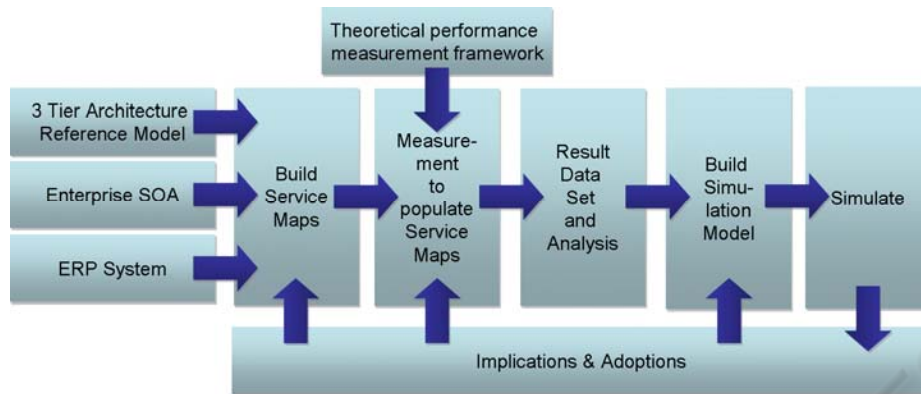 Theoretical performance
measurement framework
3 Tier Architecture
Reference Model
Enterprise SOA
ERP System
Build
Service
Maps
Measure-
ment
to
populate
Service
Maps
Result
Data
Set
and
Analysis
Build
Simu-
lation
Model
Simulate
Implications & Adoptions